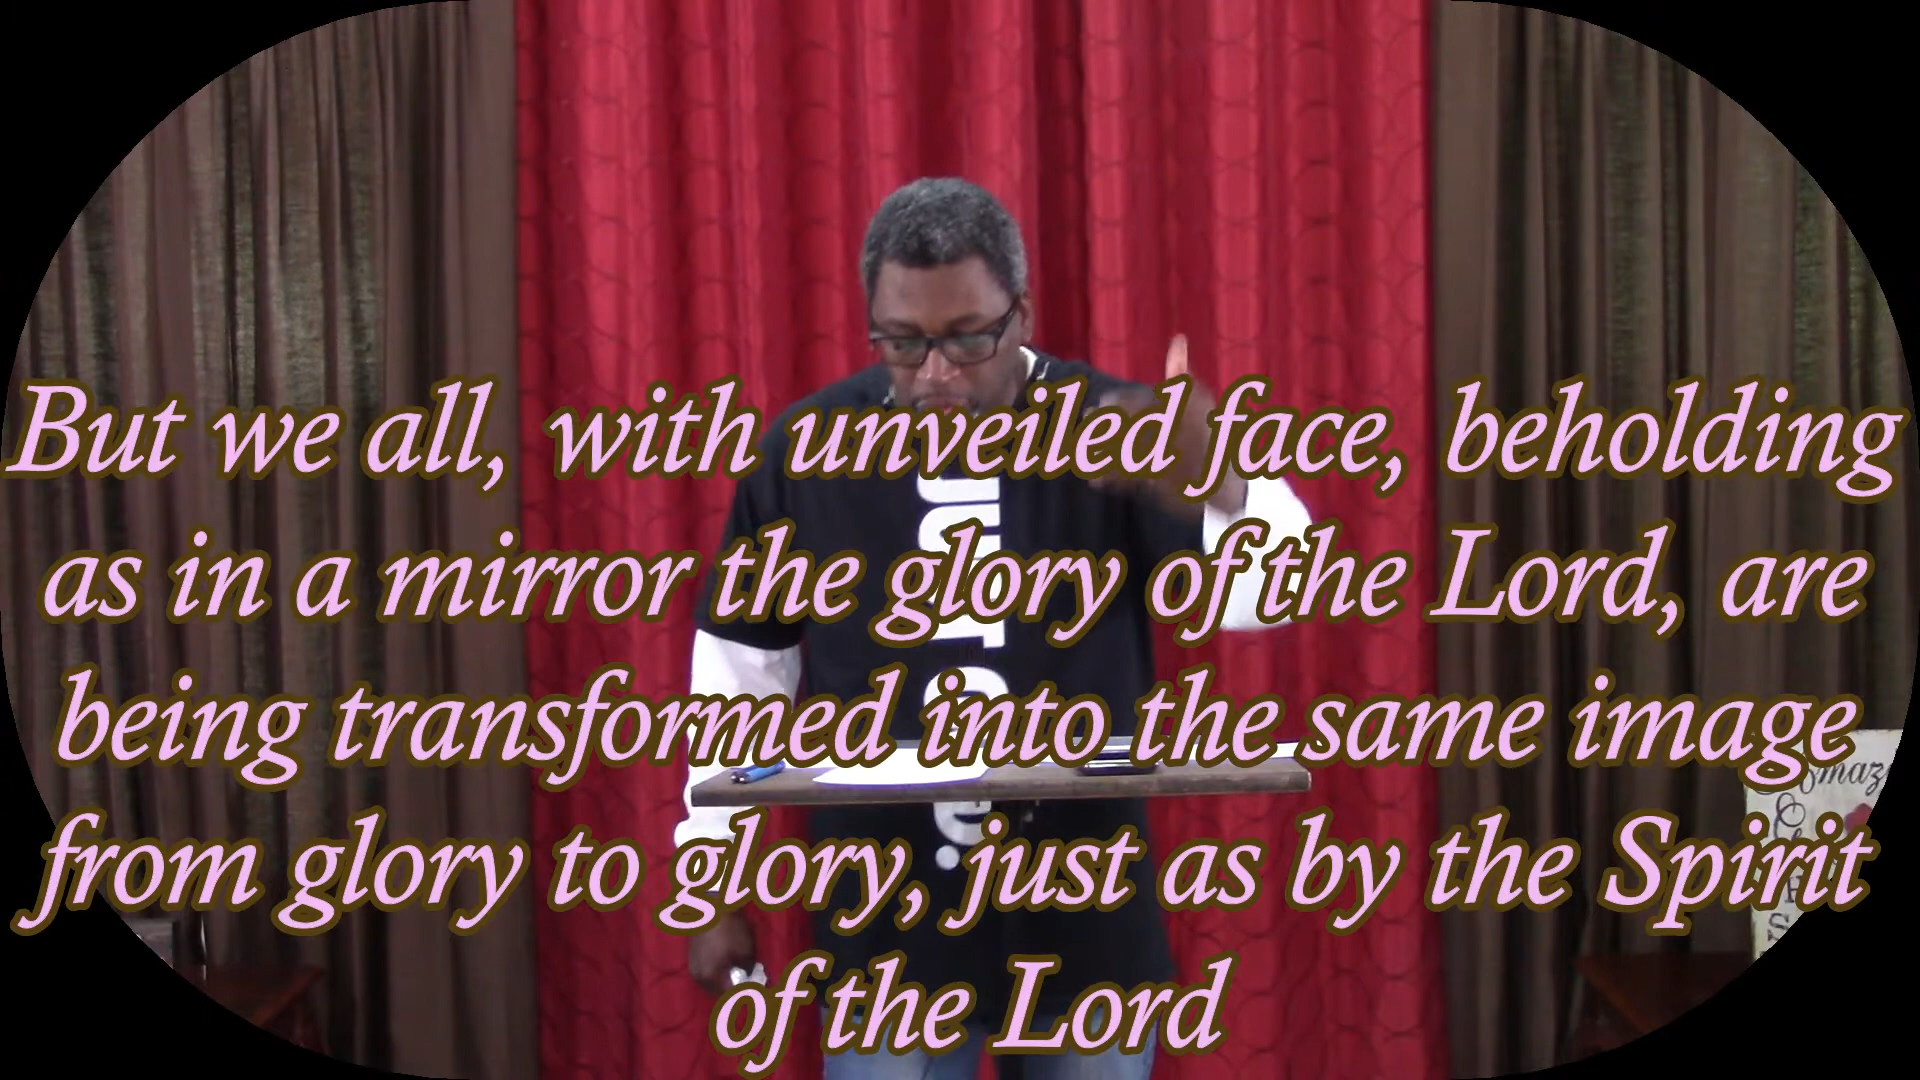 But we all, with unveiled face, beholding
as in a mirror the glory of the Lord, are
being transformed into the same image
from glory to glory, just as by the Spirit
of the Lord